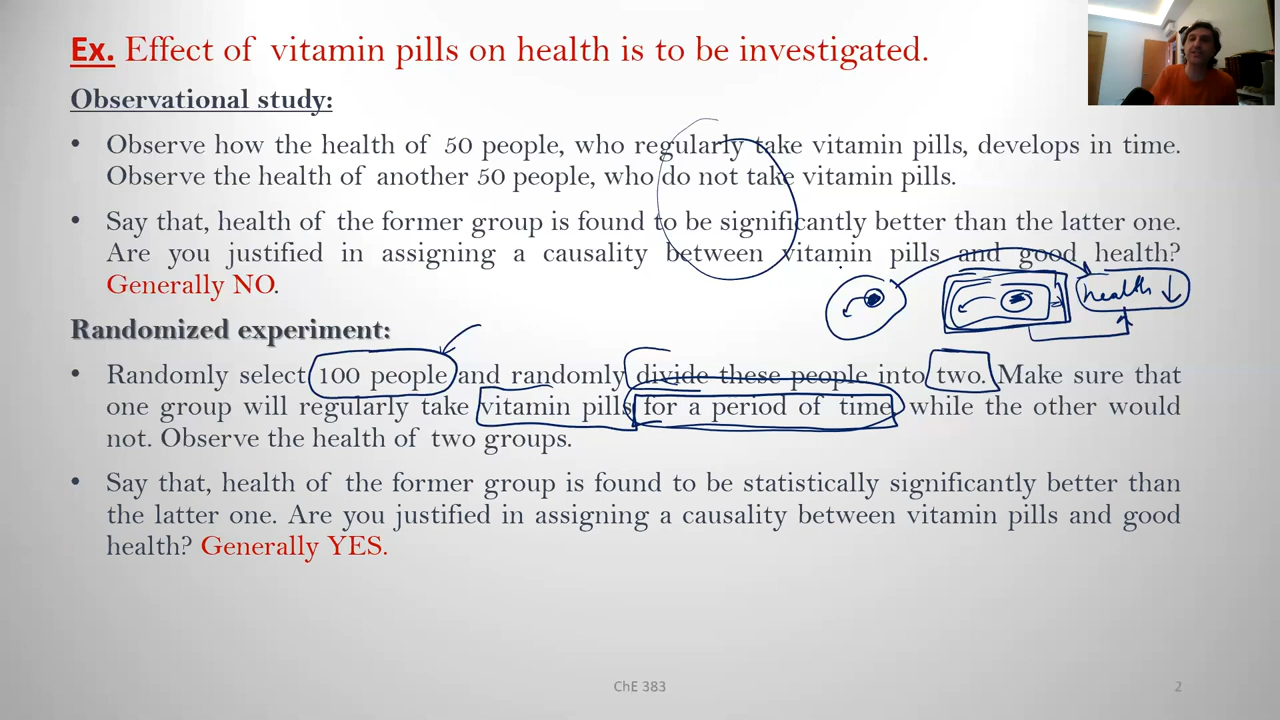 Ex. Effect of vitamin pills on health is to be investigated.
Observational study:
• Observe how the health of 50 people, who regularly take vitamin pills, develops in time.
Observe the health of another 50 people, who do not take vitamin pills.
• Say that, health of the former group is found to be significantly better than the latter one.
Are you justified in assigning a causality between vitamin pills and good health?
Generally NO.
health ↓
Randomized experiment:
• Randomly select 100 people and randomly divide these people into two. Make sure that
one group will regularly take vitamin pills for a period of time while the other would
not. Observe the health of two groups.
• Say that, health of the former group is found to be statistically significantly better than
the latter one. Are you justified in assigning a causality between vitamin pills and good
health? Generally YES.
ChE 383
2